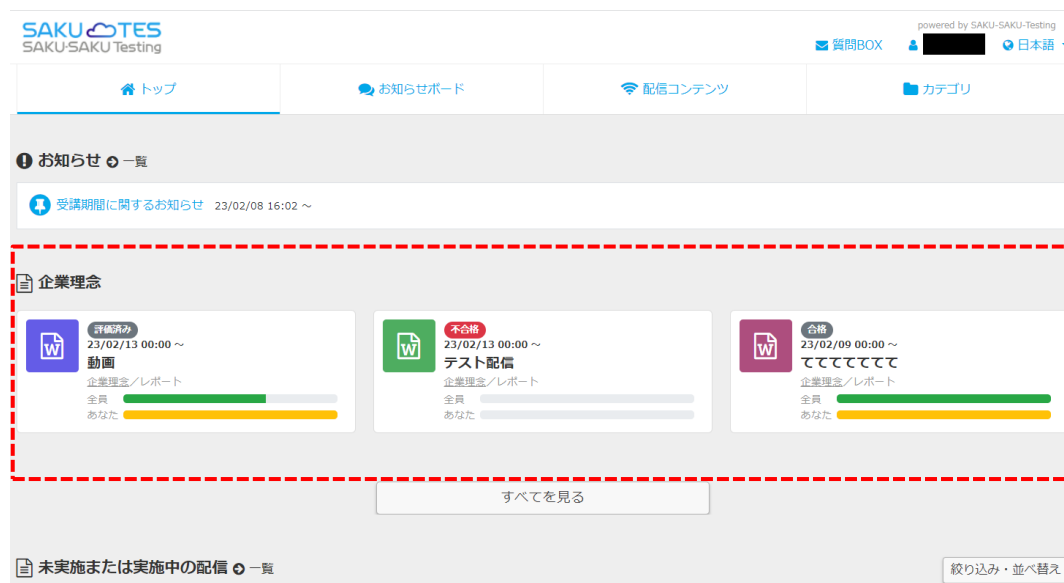 SAKU TES
SAKU-SAKU Testing
powered by SAKU-SAKU-Testing
質問BOX 日本語
トップ お知らせボード 配信コンテンツ カテゴリ
お知らせ 一覧
受講期間に関するお知らせ 23/02/08 16:02 ～
企業理念
W
評価済み
23/02/13 00:00 ～
動画
企業理念／レポート
全員
あなた
W
不合格
23/02/13 00:00 ～
テスト配信
企業理念／レポート
全員
あなた
W
合格
23/02/09 00:00 ～
ててててててて
企業理念／レポート
全員
あなた
すべてを見る
未実施または実施中の配信 一覧
絞り込み・並べ替え